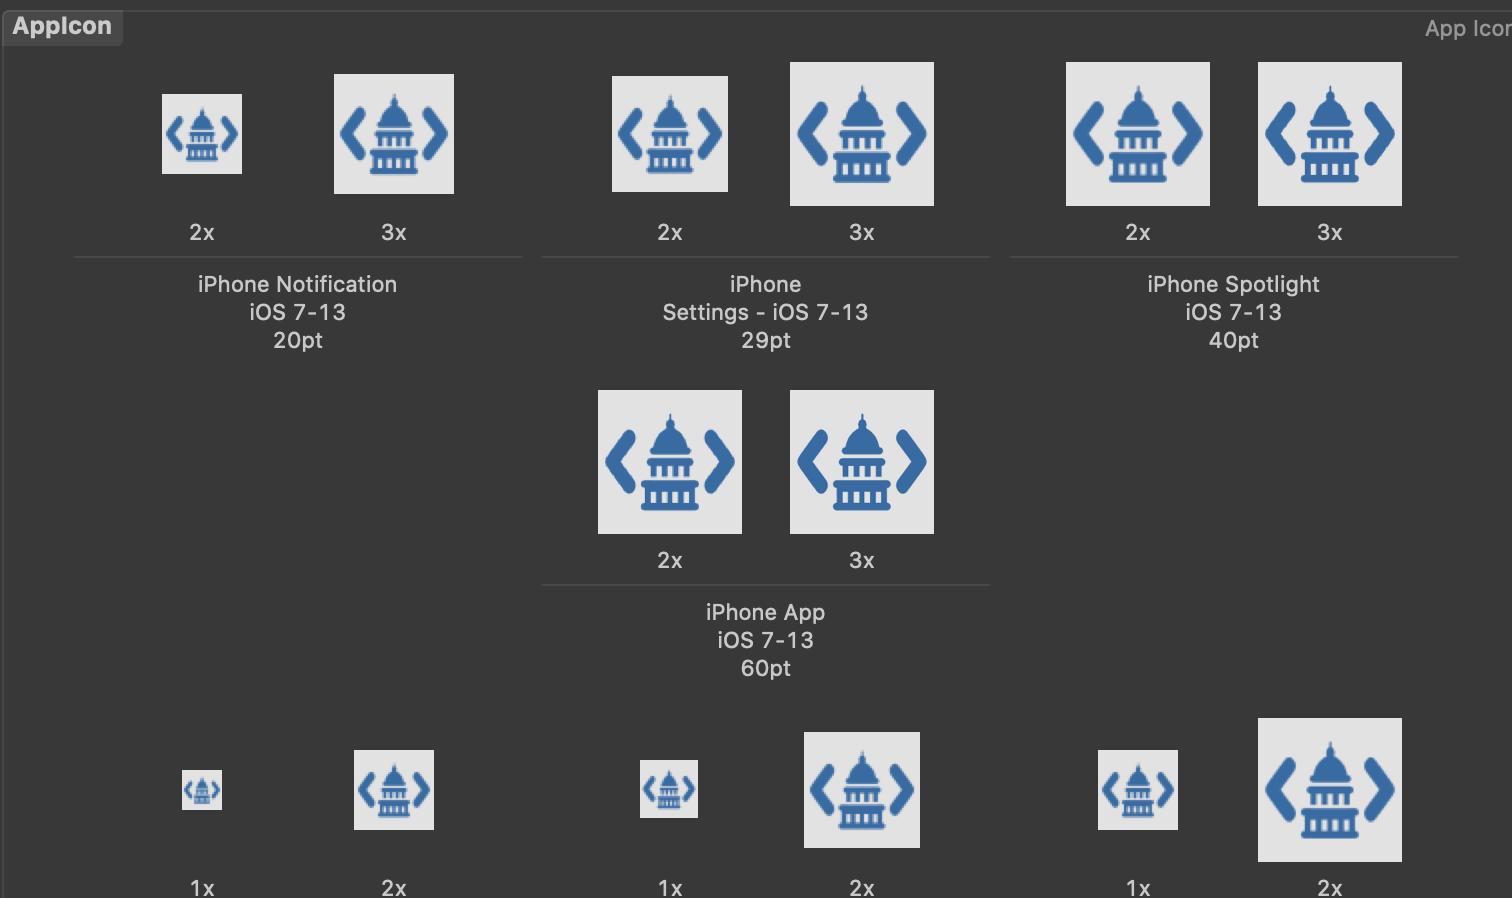 AppIcon
App Icon
2x 3x 2x 3x 2x 3x
iPhone Notification
iOS 7-13
20pt
iPhone
Settings - iOS 7-13
29pt
iPhone Spotlight
iOS 7-13
40pt
2x 3x
iPhone App
iOS 7-13
60pt
1x 2x 1x 2x 1x 2x